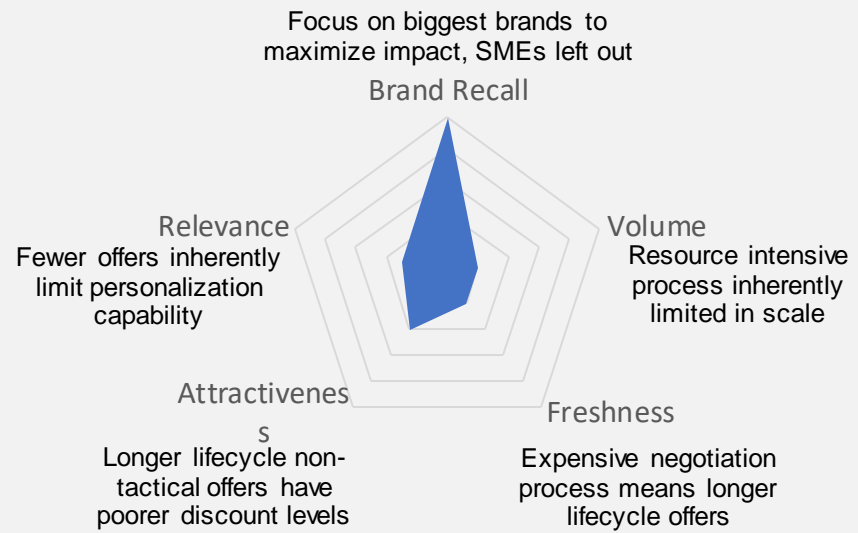 Focus on biggest brands to
maximize impact, SMEs left out
Brand Recall
Relevance
Fewer offers inherently
limit personalization
capability
Volume
Resource intensive
process inherently
limited in scale
Attractivenes
s
Longer lifecycle non-
tactical offers have
poorer discount levels
Freshness
Expensive negotiation
process means longer
lifecycle offers